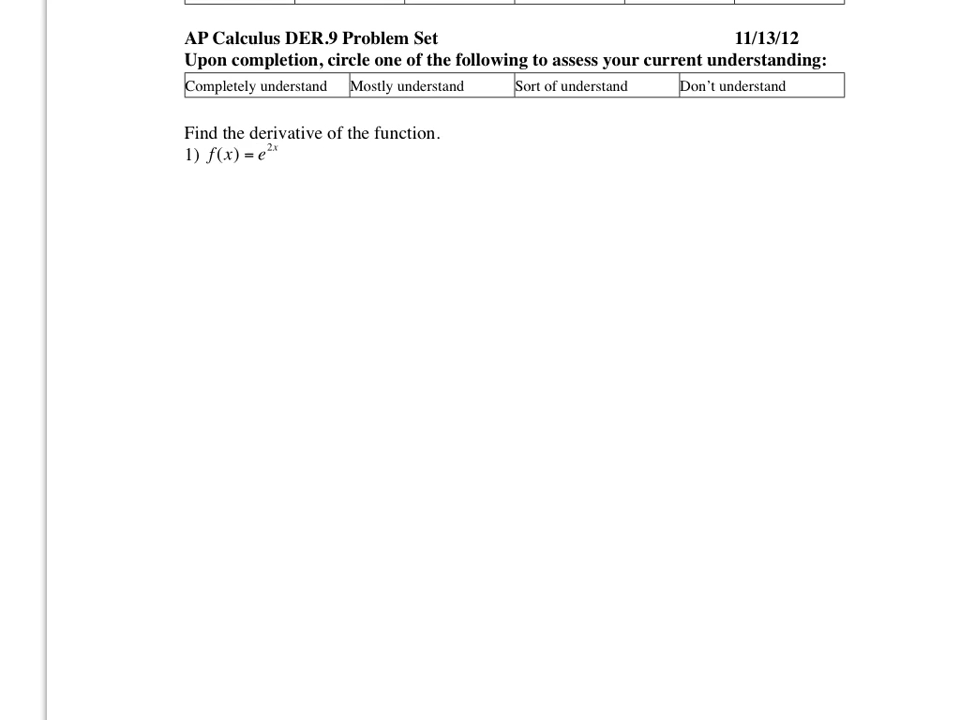 AP Calculus DER.9 Problem Set 11/13/12
Upon completion, circle one of the following to assess your current understanding:
Completely understand Mostly understand Sort of understand Don’t understand
Find the derivative of the function.
1) f(x) = e^{2x}